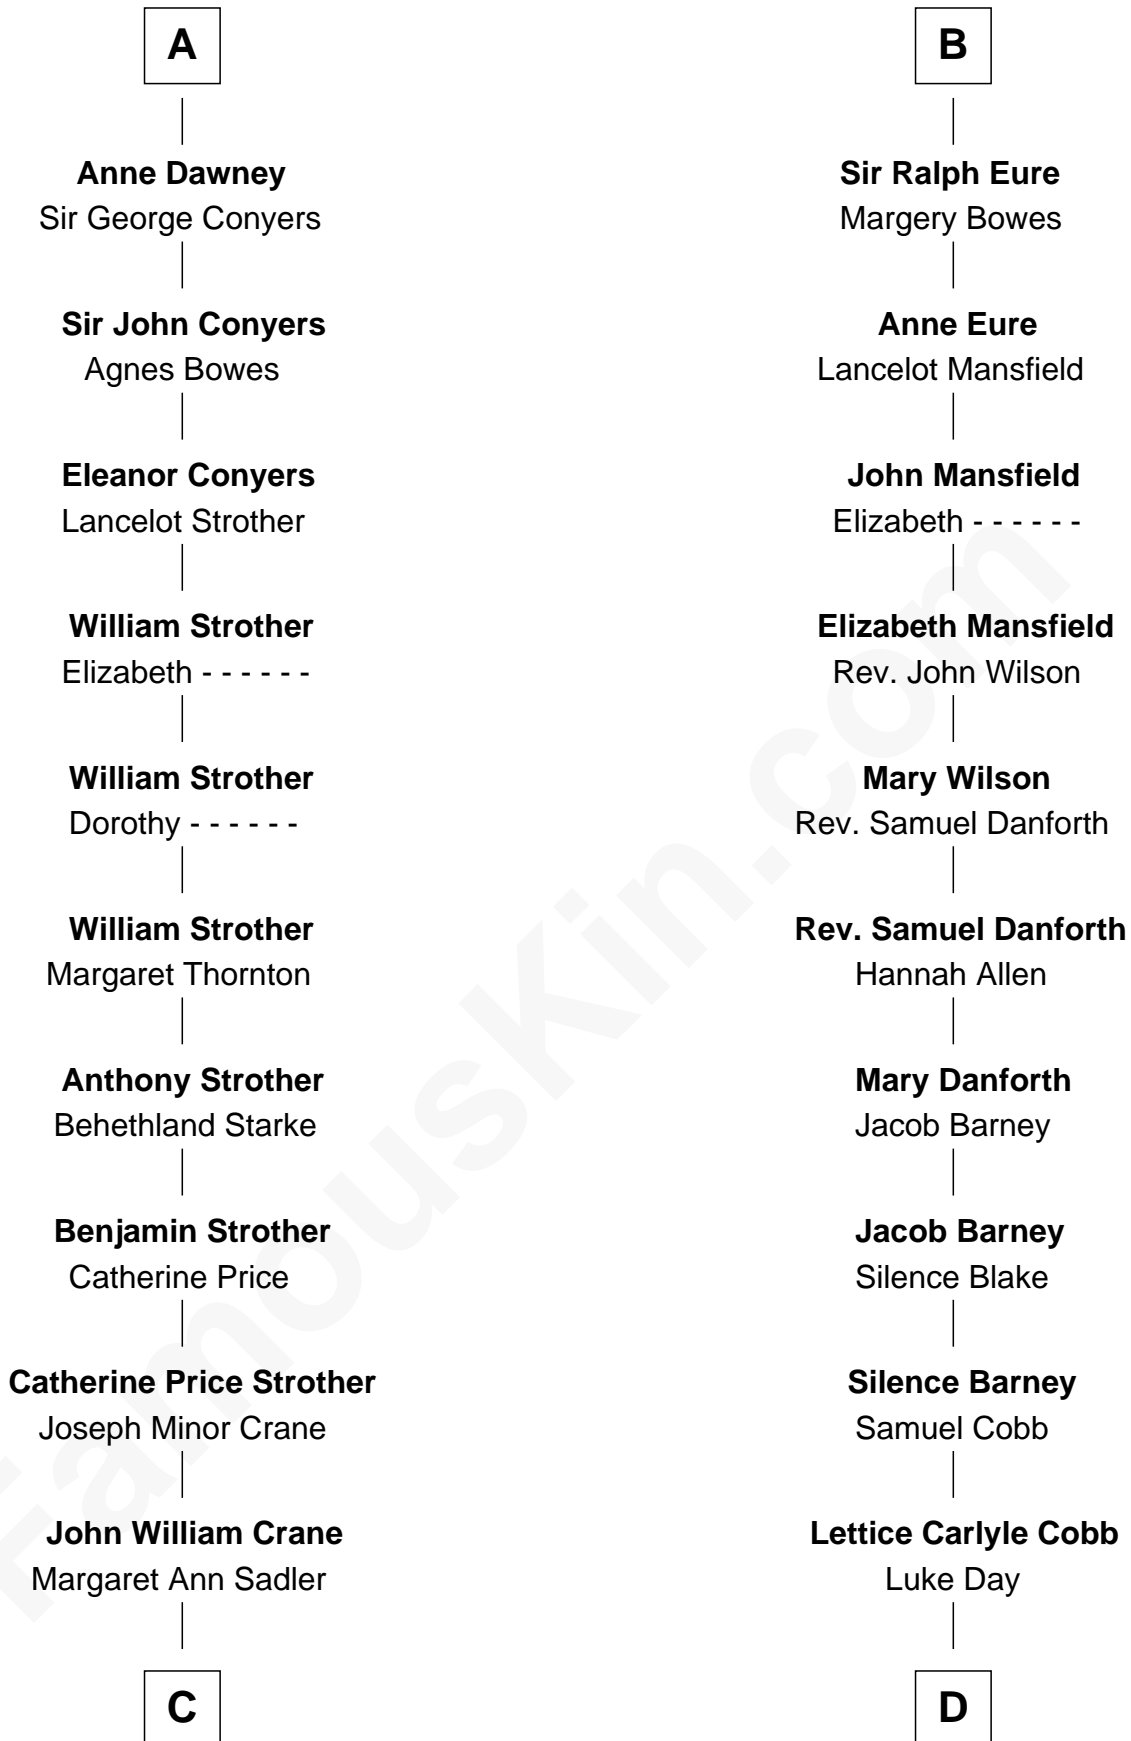 A
Anne Dawney
Sir George Conyers
Sir John Conyers
Agnes Bowes
Eleanor Conyers
Lancelot Strother
William Strother
Elizabeth - - - - - -
William Strother
Dorothy - - - - - -
William Strother
Margaret Thornton
Anthony Strother
Behethland Starke
Benjamin Strother
Catherine Price
Catherine Price Strother
Joseph Minor Crane
John William Crane
Margaret Ann Sadler
C
B
Sir Ralph Eure
Margery Bowes
Anne Eure
Lancelot Mansfield
John Mansfield
Elizabeth - - - - - -
Elizabeth Mansfield
Rev. John Wilson
Mary Wilson
Rev. Samuel Danforth
Rev. Samuel Danforth
Hannah Allen
Mary Danforth
Jacob Barney
Jacob Barney
Silence Blake
Silence Barney
Samuel Cobb
Lettice Carlyle Cobb
Luke Day
D
FamousKin.com